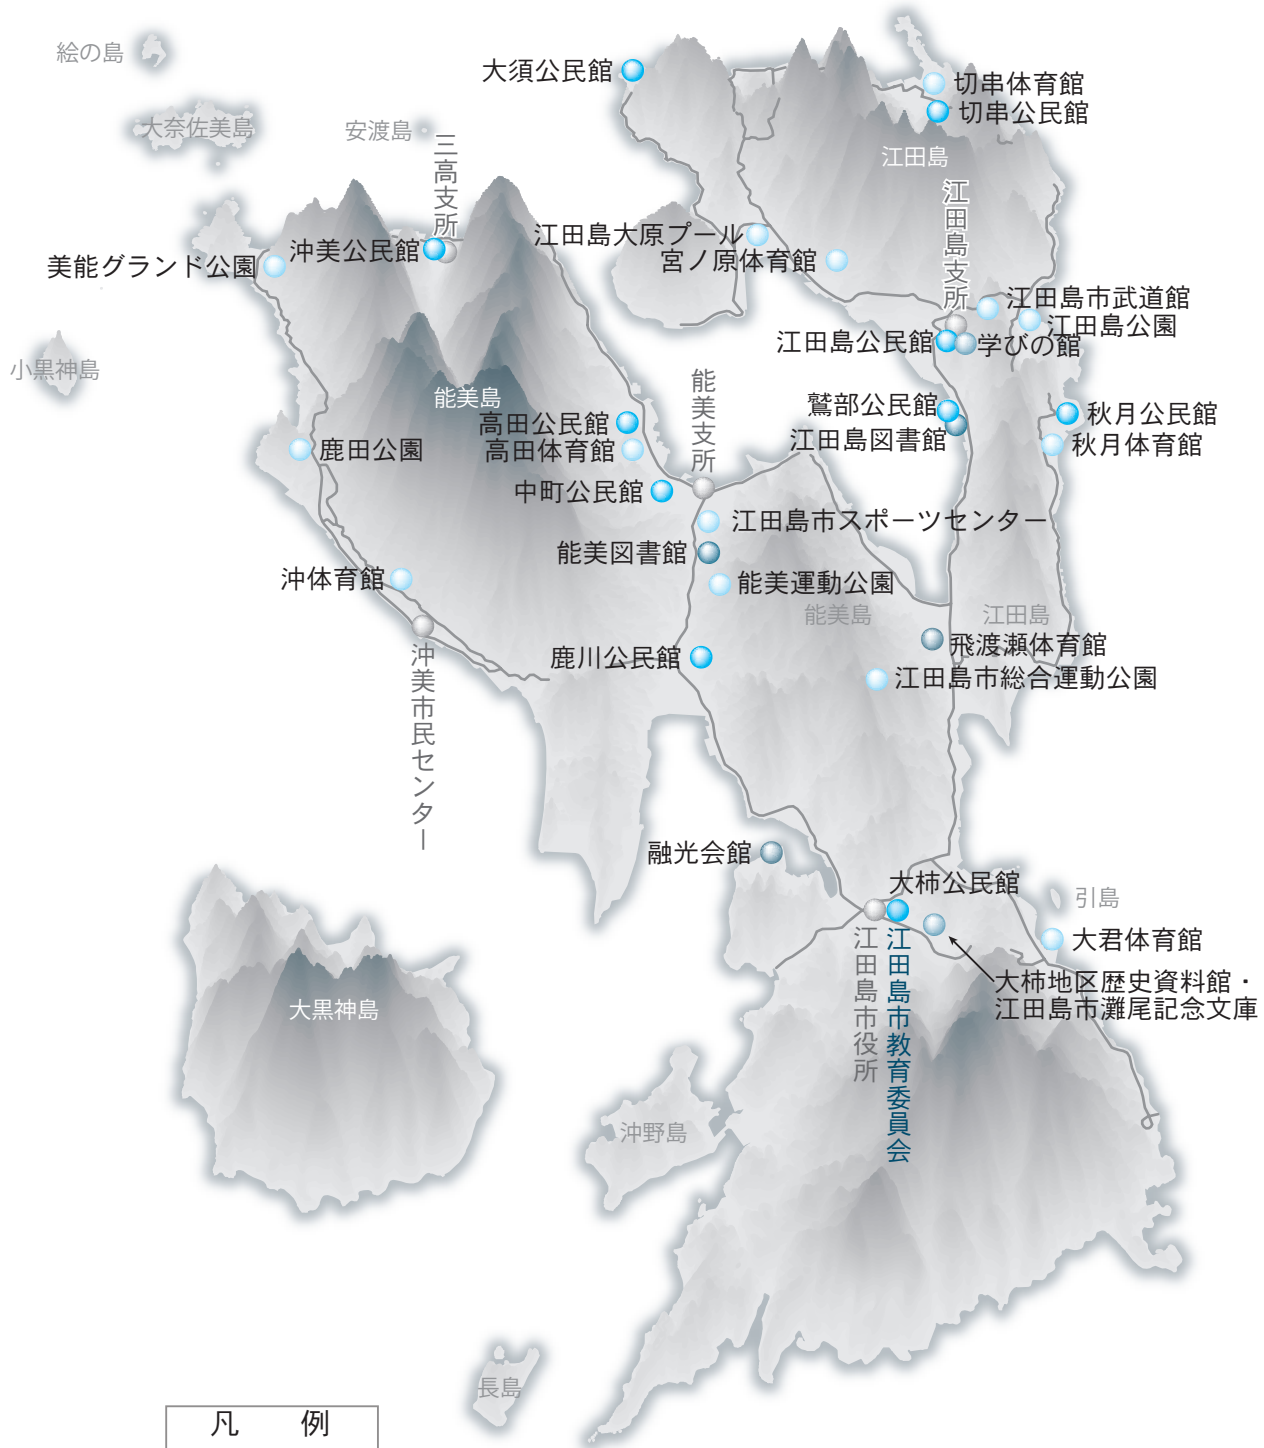 絵の島
大須公民館
切串体育館
切串公民館
大奈佐美島
安渡島
三高支所
江田島
江田島支所
江田島大原プール
宮ノ原体育館
沖美公民館
美能グランド公園
江田島市武道館
江田島公園
江田島公民館
学びの館
小黒神島
能美島
能美支所
鷲部公民館
江田島図書館
秋月公民館
秋月体育館
高田公民館
高田体育館
鹿田公園
中町公民館
江田島市スポーツセンター
能美図書館
能美運動公園
沖体育館
能美島
江田島
飛渡瀬体育館
鹿川公民館
江田島市総合運動公園
沖美市民センター
融光会館
大柿公民館
引島
大君体育館
江田島市役所
江田島市教育委員会
大柿地区歴史資料館・
江田島市灘尾記念文庫
大黒神島
沖野島
長島
凡　例